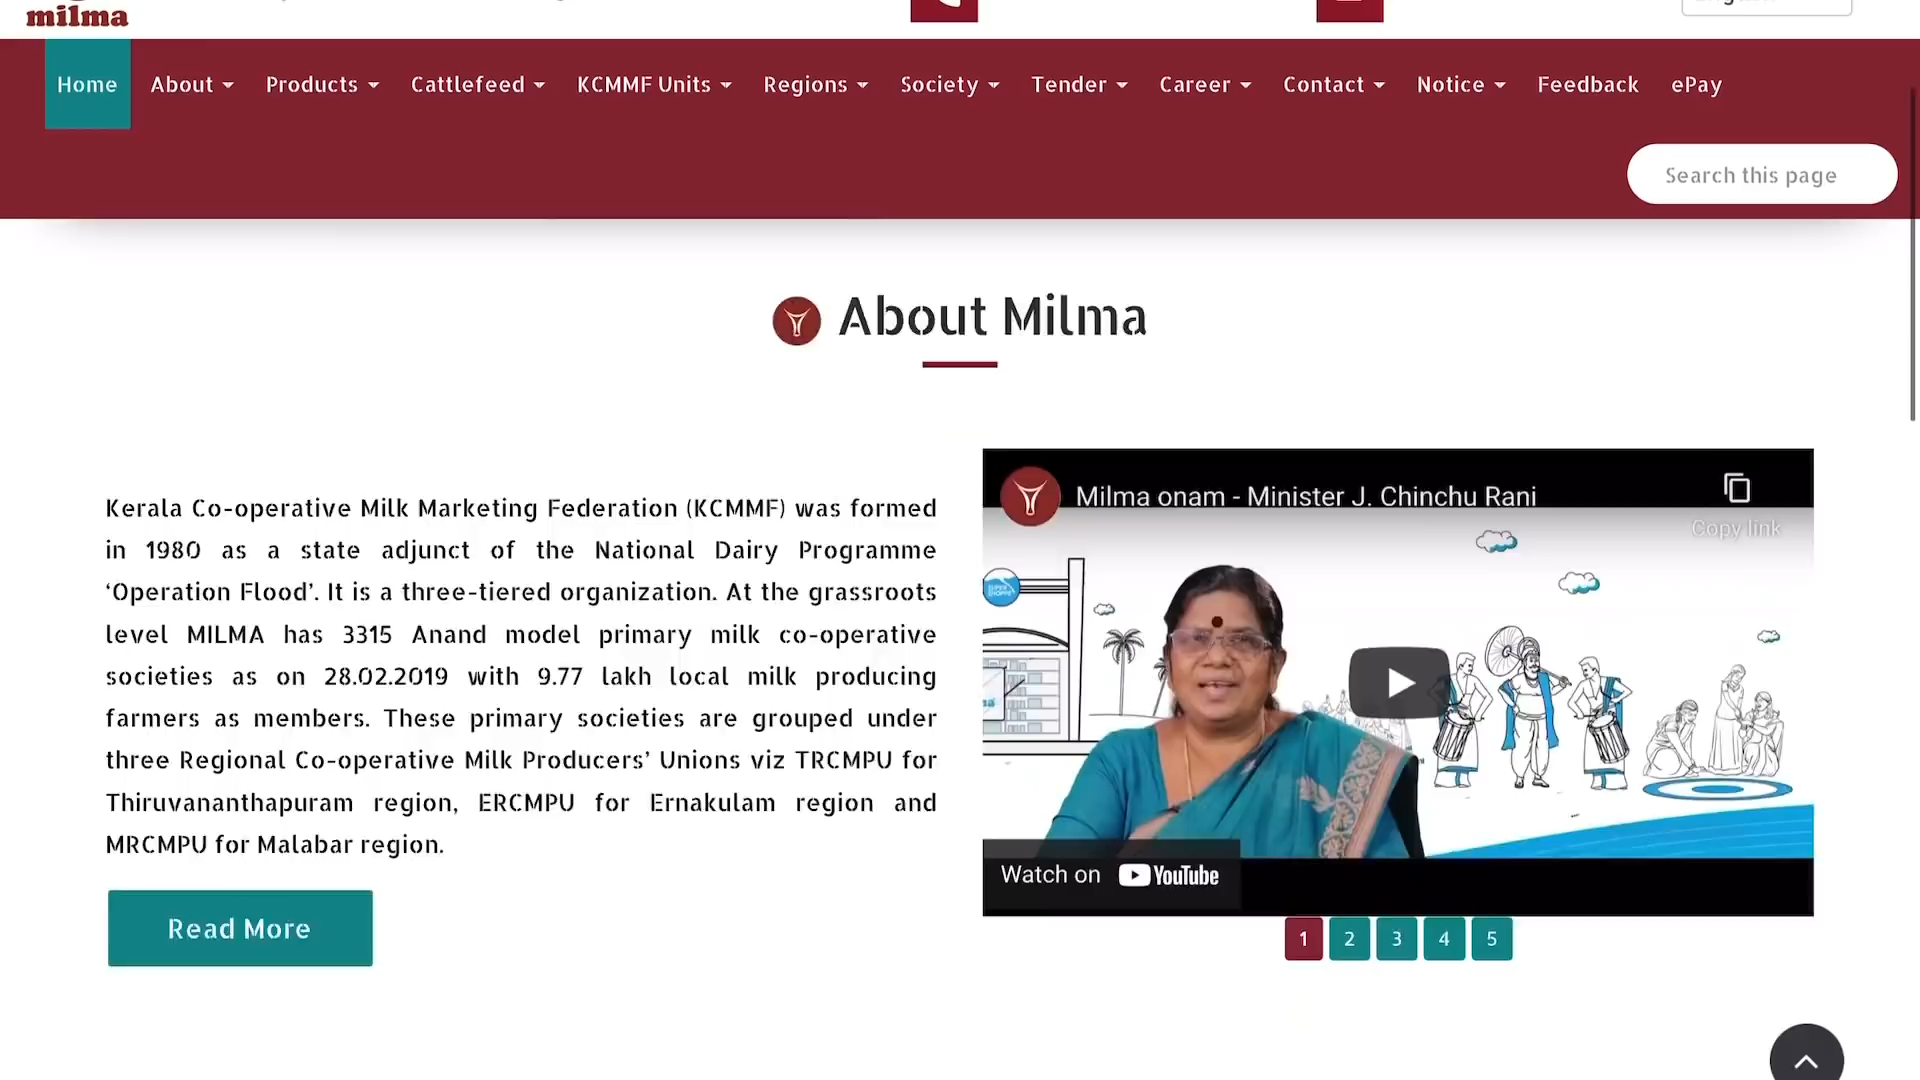 milma
Home
About
Products
Cattlefeed
KCMMF Units
Regions
Society
Tender
Career
Contact
Notice
Feedback
ePay
Search this page
About Milma
Kerala Co-operative Milk Marketing Federation (KCMMF) was formed
in 1980 as a state adjunct of the National Dairy Programme
‘Operation Flood’. It is a three-tiered organization. At the grassroots
level MILMA has 3315 Anand model primary milk co-operative
societies as on 28.02.2019 with 9.77 lakh local milk producing
farmers as members. These primary societies are grouped under
three Regional Co-operative Milk Producers’ Unions viz TRCMPU for
Thiruvananthapuram region, ERCMPU for Ernakulam region and
MRCMPU for Malabar region.
Read More
Milma onam - Minister J. Chinchu Rani
Copy link
Watch on YouTube
1
2
3
4
5